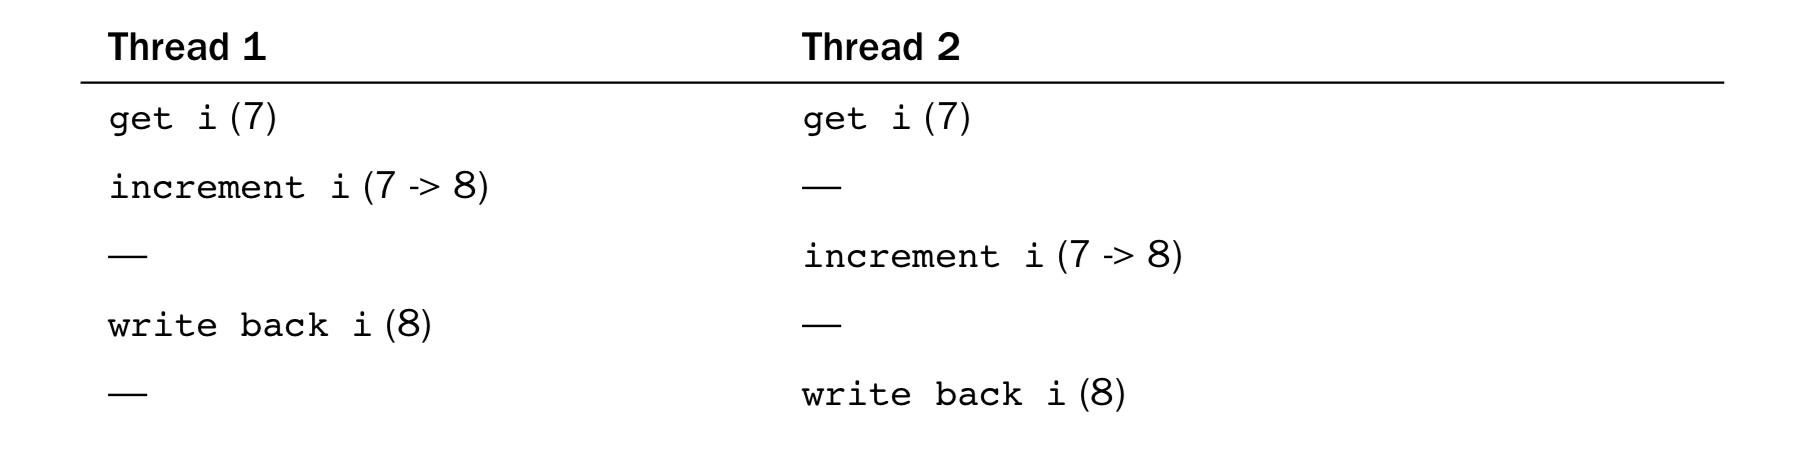 Thread 1 Thread 2
get i (7) get i (7)
increment i (7 -> 8) —
— increment i (7 -> 8)
write back i (8) —
— write back i (8)